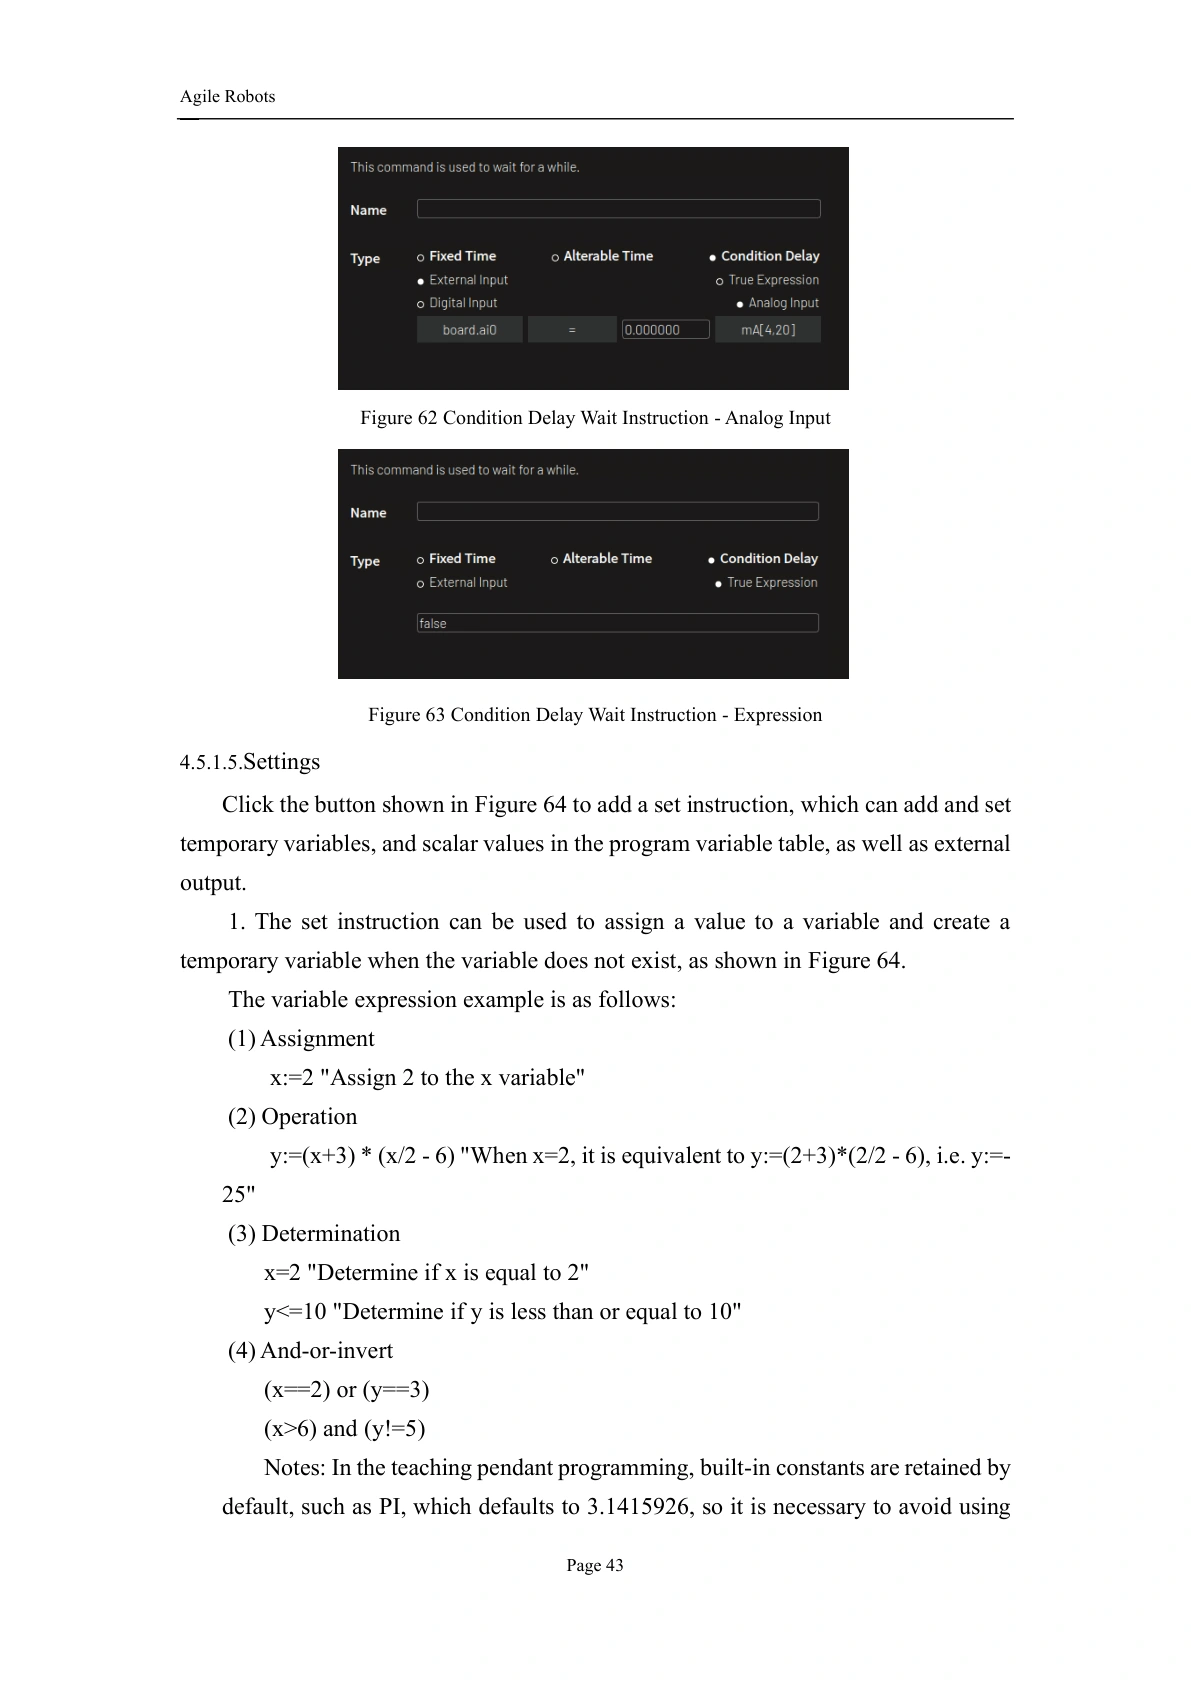 Agile Robots
This command is used to wait for a while.
Name
Type Fixed Time Alterable Time Condition Delay
External Input True Expression
Digital Input Analog Input
board.ai0 = 0.000000 mA[4,20]
Figure 62 Condition Delay Wait Instruction - Analog Input
This command is used to wait for a while.
Name
Type Fixed Time Alterable Time Condition Delay
External Input True Expression
false
Figure 63 Condition Delay Wait Instruction - Expression
4.5.1.5.Settings
Click the button shown in Figure 64 to add a set instruction, which can add and set
temporary variables, and scalar values in the program variable table, as well as external
output.
1. The set instruction can be used to assign a value to a variable and create a
temporary variable when the variable does not exist, as shown in Figure 64.
The variable expression example is as follows:
(1) Assignment
x:=2 "Assign 2 to the x variable"
(2) Operation
y:=(x+3) * (x/2 - 6) "When x=2, it is equivalent to y:=(2+3)*(2/2 - 6), i.e. y:=-
25"
(3) Determination
x=2 "Determine if x is equal to 2"
y<=10 "Determine if y is less than or equal to 10"
(4) And-or-invert
(x==2) or (y==3)
(x>6) and (y!=5)
Notes: In the teaching pendant programming, built-in constants are retained by
default, such as PI, which defaults to 3.1415926, so it is necessary to avoid using
Page 43